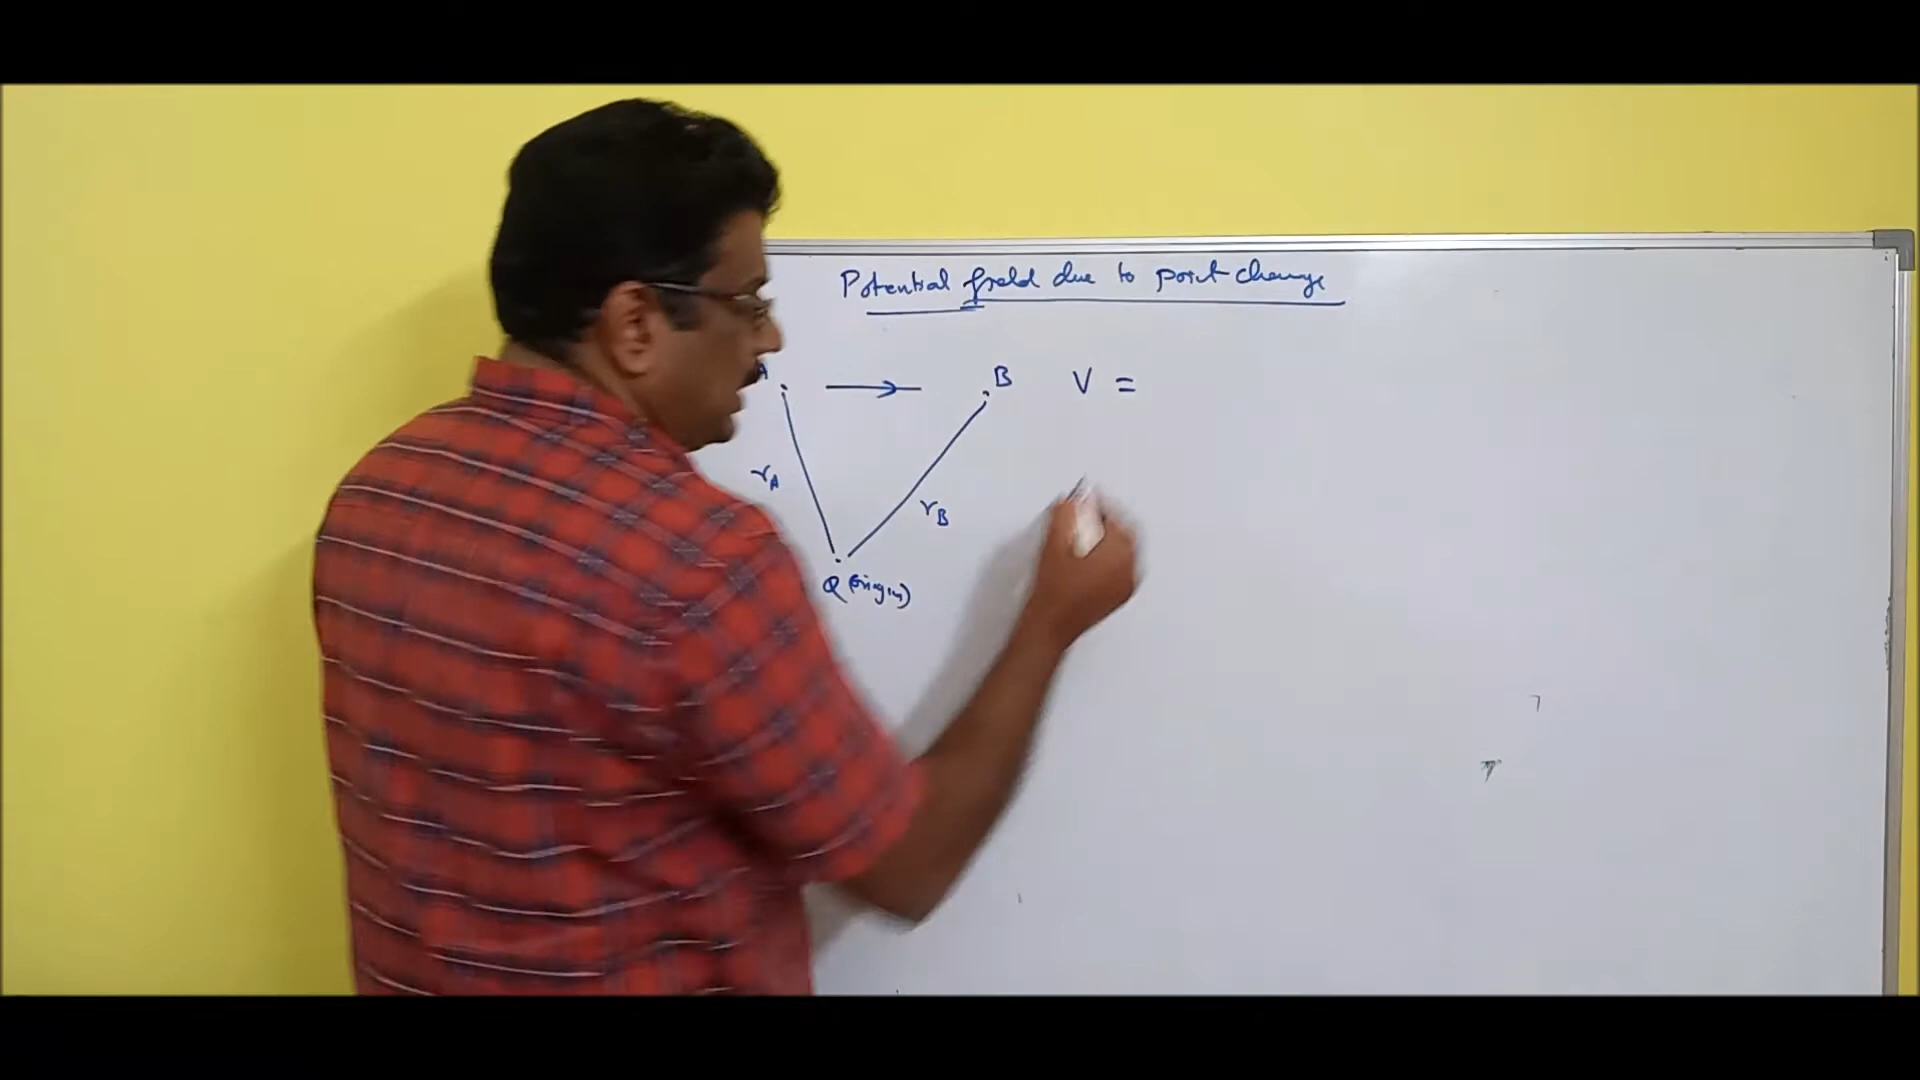 Potential field due to point charge
A B V =
rA
rB
Q (origin)